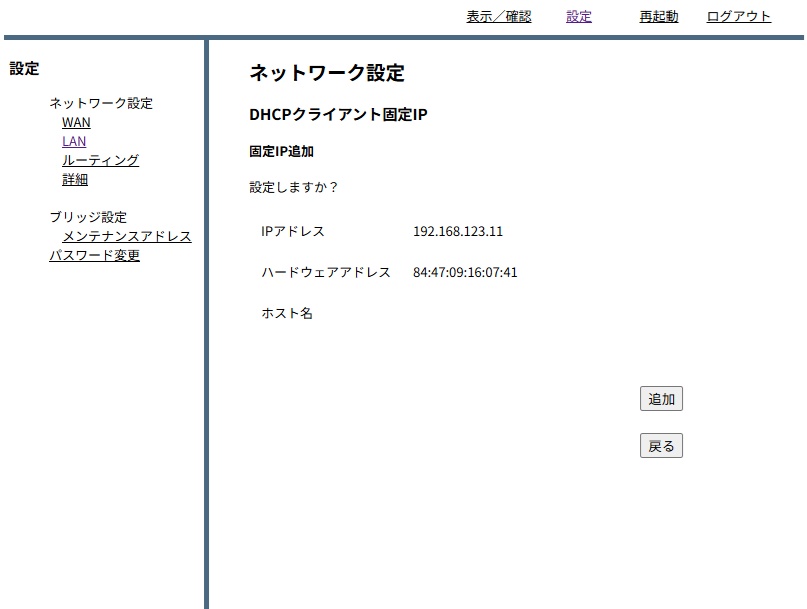 表示／確認 設定 再起動 ログアウト
設定
ネットワーク設定
WAN
LAN
ルーティング
詳細
ブリッジ設定
メンテナンスアドレス
パスワード変更
ネットワーク設定
DHCPクライアント固定IP
固定IP追加
設定しますか？
IPアドレス 192.168.123.11
ハードウェアアドレス 84:47:09:16:07:41
ホスト名
追加
戻る